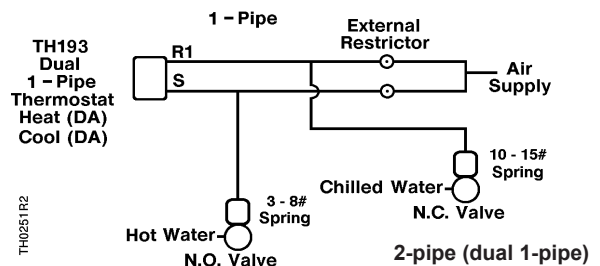 1 – Pipe
External
Restrictor
TH193
Dual
1 – Pipe
Thermostat
Heat (DA)
Cool (DA)
R1
S
Air
Supply
10 - 15#
Spring
Chilled Water
N.C. Valve
3 - 8#
Spring
Hot Water
N.O. Valve
2-pipe (dual 1-pipe)
TH0251R2